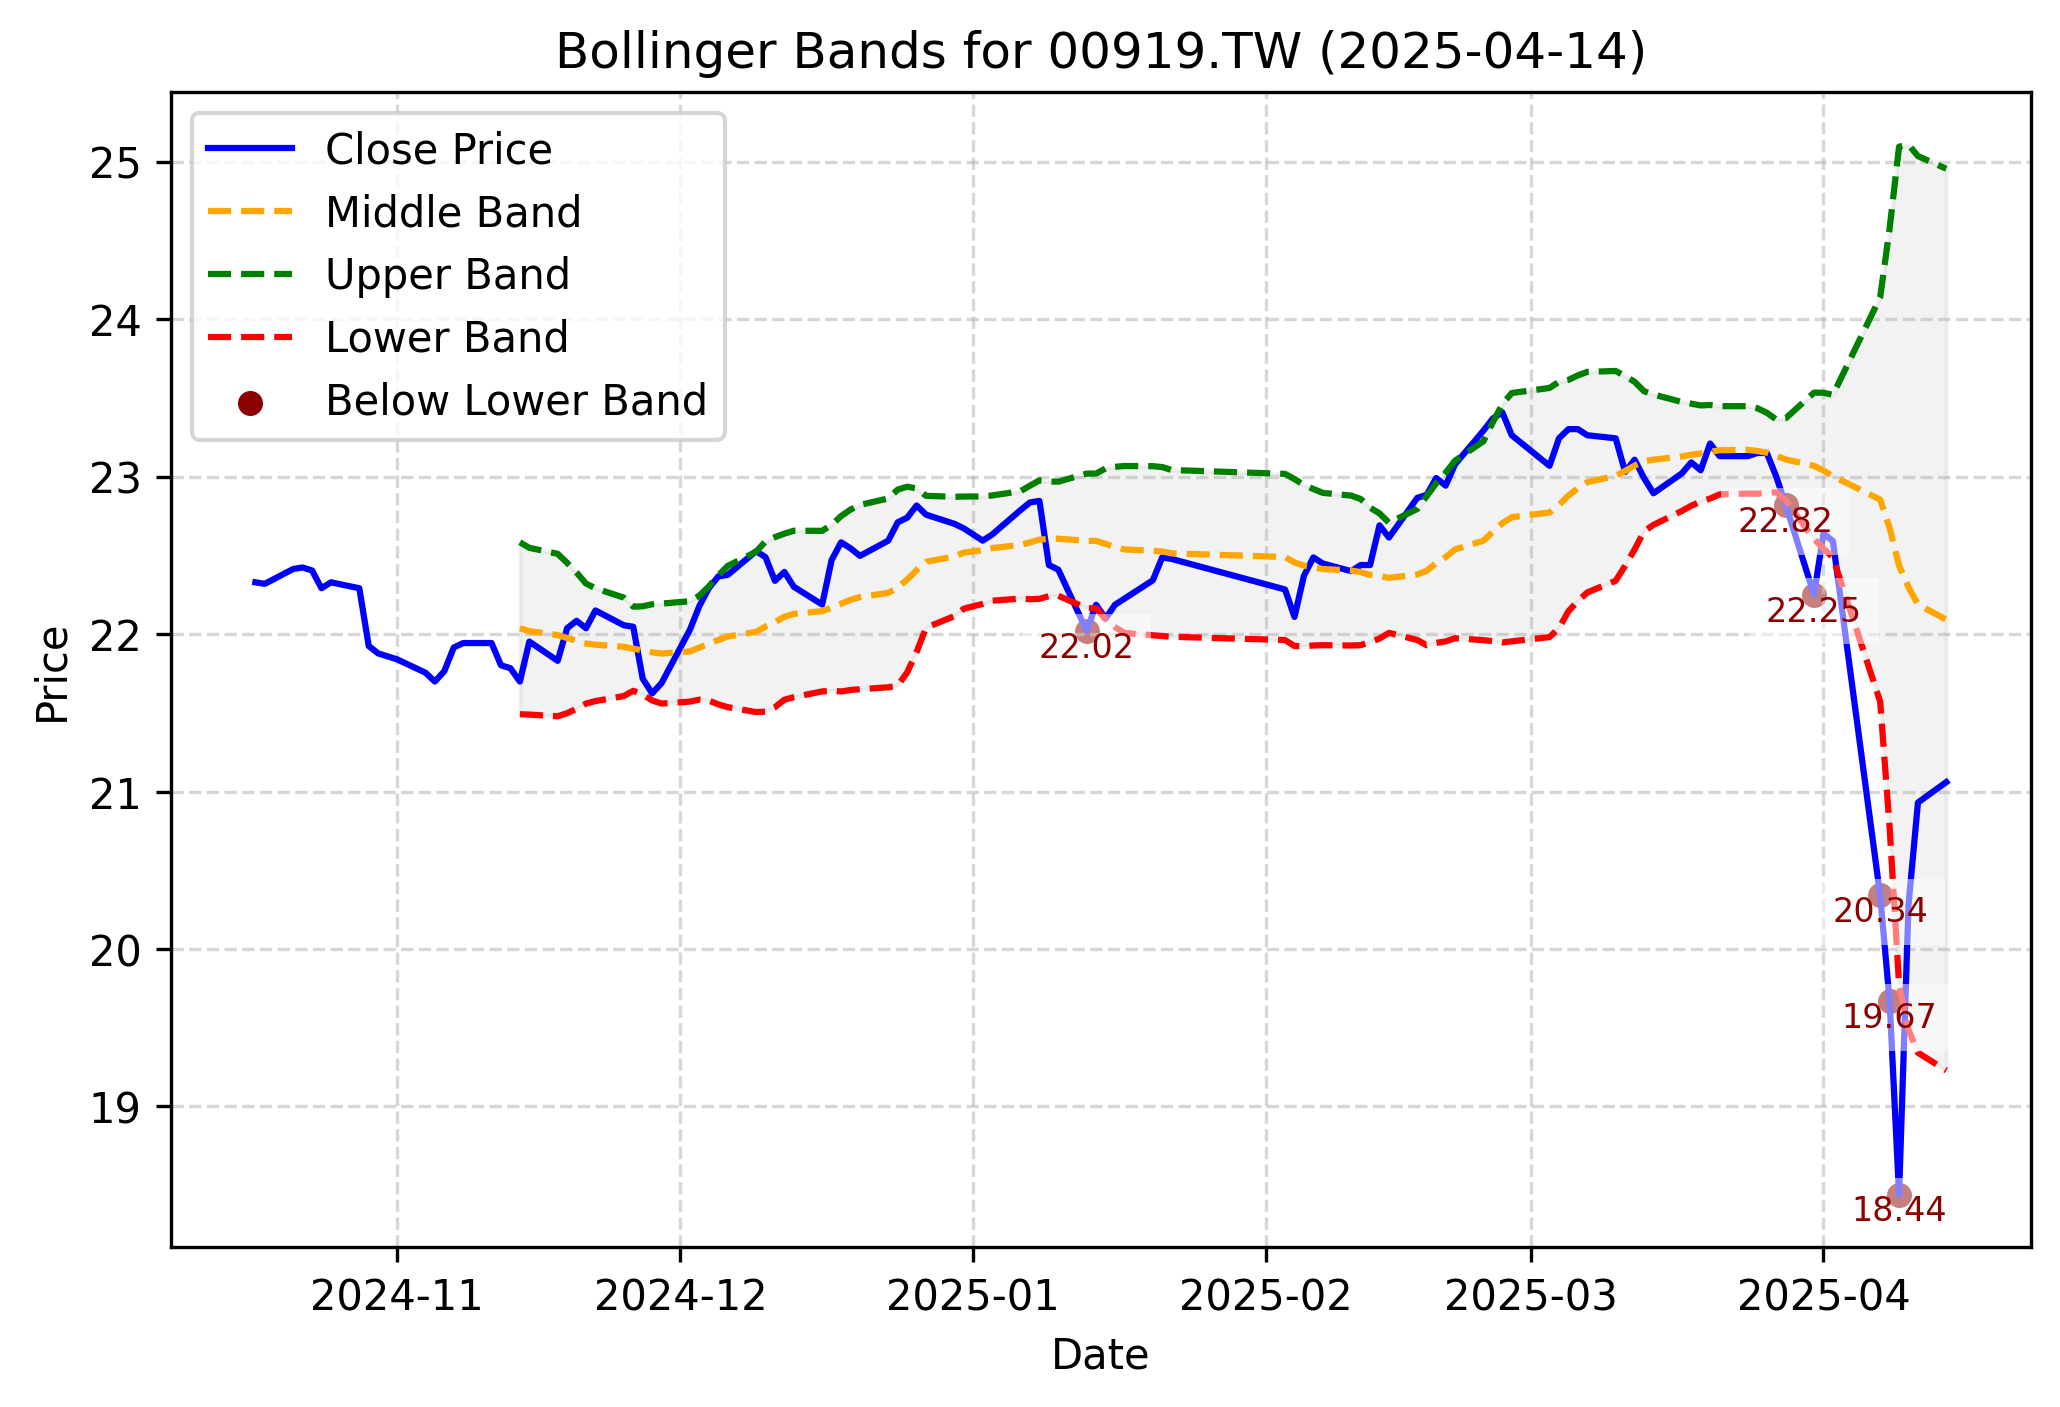 Bollinger Bands for 00919.TW (2025-04-14)
Close Price
Middle Band
Upper Band
Lower Band
Below Lower Band
25
24
23
22
21
20
19
Price
22.02
22.82
22.25
20.34
19.67
18.44
2024-11
2024-12
2025-01
2025-02
2025-03
2025-04
Date